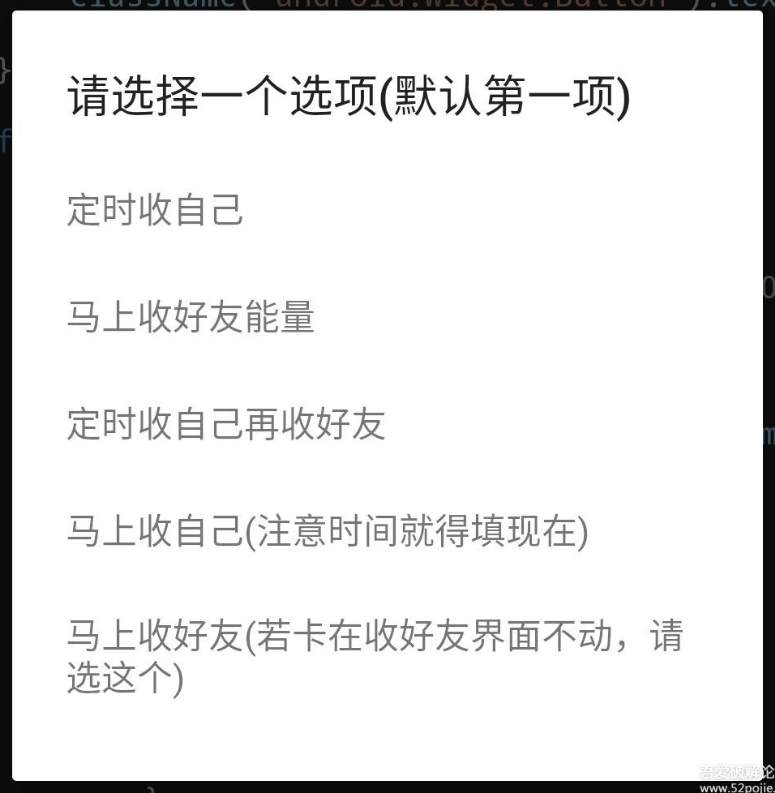 className("android.widget.Button").tex
}
请选择一个选项(默认第一项)
f
定时收自己
马上收好友能量
定时收自己再收好友
m
马上收自己(注意时间就得填现在)
马上收好友(若卡在收好友界面不动，请
选这个)
吾爱破解论
www.52pojie.